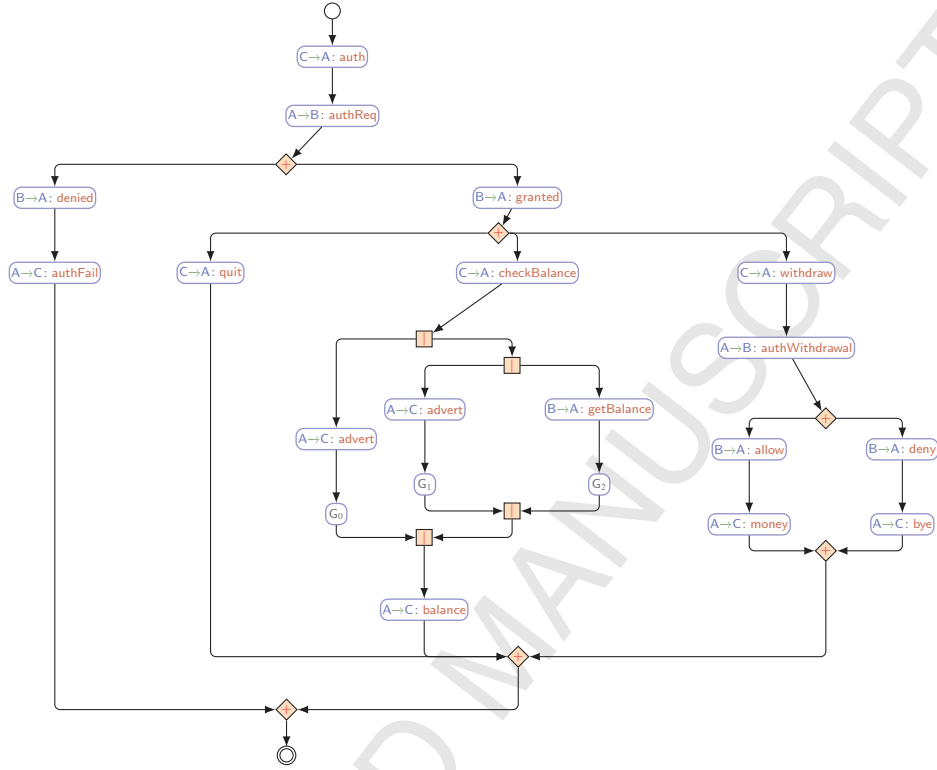 C→A: auth
A→B: authReq
+
B→A: denied
B→A: granted
+
A→C: authFail
C→A: quit
C→A: checkBalance
C→A: withdraw
|
A→B: authWithdrawal
|
A→C: advert
B→A: getBalance
+
A→C: advert
B→A: allow
B→A: deny
G₁
G₂
G₀
|
A→C: money
A→C: bye
|
+
A→C: balance
+
+
D MANUSCRIPT